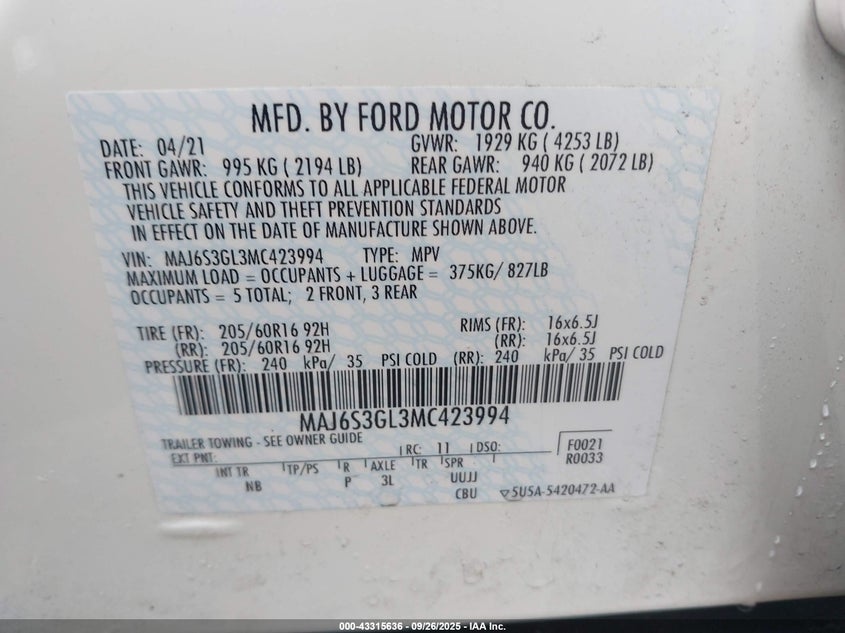 MFD. BY FORD MOTOR CO.
DATE: 04/21 GVWR: 1929 KG ( 4253 LB)
FRONT GAWR: 995 KG ( 2194 LB) REAR GAWR: 940 KG ( 2072 LB)
THIS VEHICLE CONFORMS TO ALL APPLICABLE FEDERAL MOTOR
VEHICLE SAFETY AND THEFT PREVENTION STANDARDS
IN EFFECT ON THE DATE OF MANUFACTURE SHOWN ABOVE.
VIN: MAJ6S3GL3MC423994 TYPE: MPV
MAXIMUM LOAD = OCCUPANTS + LUGGAGE = 375KG/ 827LB
OCCUPANTS = 5 TOTAL; 2 FRONT, 3 REAR
TIRE (FR): 205/60R16 92H RIMS (FR): 16x6.5J
(RR): 205/60R16 92H (RR): 16x6.5J
PRESSURE (FR): 240 kPa/ 35 PSI COLD (RR): 240 kPa/ 35 PSI COLD
MAJ6S3GL3MC423994
TRAILER TOWING - SEE OWNER GUIDE
EXT PNT: RC: 11 DSO: F0021
R0033
INT TR TP/PS R AXLE TR SPR
NB P 3L UUJJ
CBU 5U5A-5420472-AA
000-43315636 - 09/26/2025 - IAA Inc.